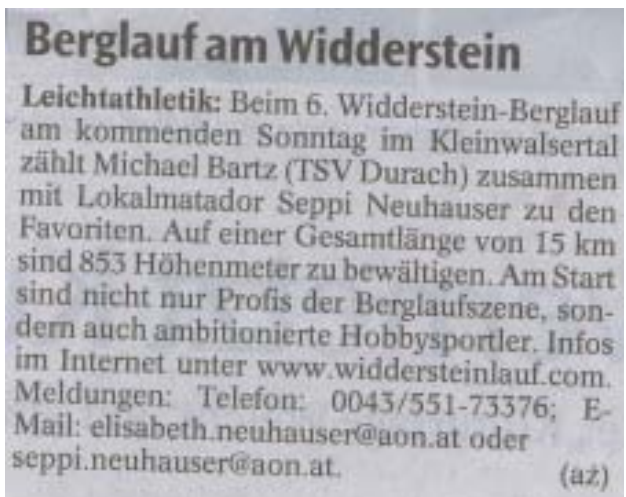 Berglauf am Widderstein
Leichtathletik: Beim 6. Widderstein-Berglauf
am kommenden Sonntag im Kleinwalsertal
zählt Michael Bartz (TSV Durach) zusammen
mit Lokalmatador Seppi Neuhauser zu den
Favoriten. Auf einer Gesamtlänge von 15 km
sind 853 Höhenmeter zu bewältigen. Am Start
sind nicht nur Profis der Berglaufszene, son-
dern auch ambitionierte Hobbysportler. Infos
im Internet unter www.widdersteinlauf.com.
Meldungen: Telefon: 0043/551-73376; E-
Mail: elisabeth.neuhauser@aon.at oder
seppi.neuhauser@aon.at. (az)